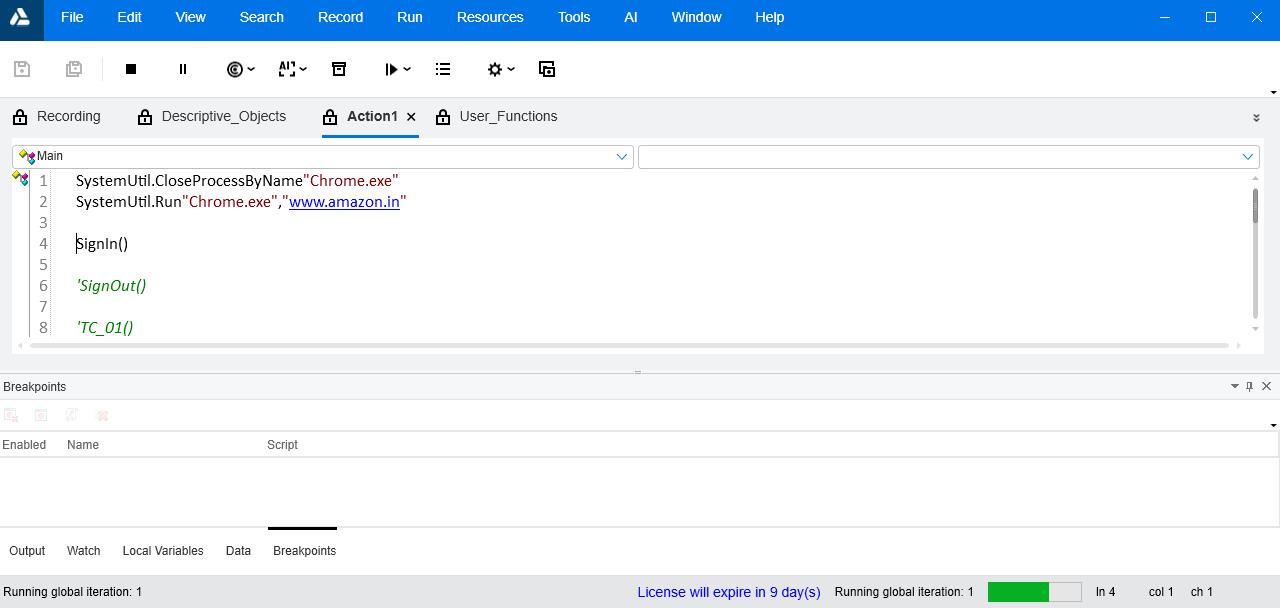 File Edit View Search Record Run Resources Tools AI Window Help
Recording Descriptive_Objects Action1 User_Functions
Main
1 SystemUtil.CloseProcessByName"Chrome.exe"
2 SystemUtil.Run"Chrome.exe","www.amazon.in"
3
4 SignIn()
5
6 'SignOut()
7
8 'TC_01()
Breakpoints
Enabled Name Script
Output Watch Local Variables Data Breakpoints
Running global iteration: 1 License will expire in 9 day(s) Running global iteration: 1 ln 4 col 1 ch 1